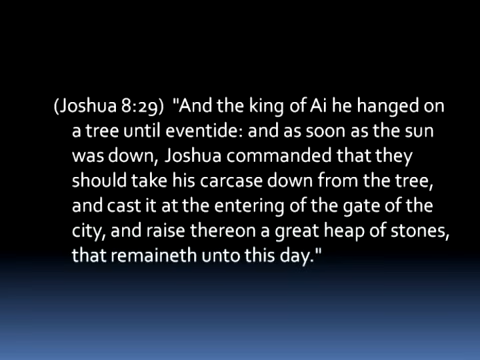 (Joshua 8:29)  "And the king of Ai he hanged on
a tree until eventide: and as soon as the sun
was down, Joshua commanded that they
should take his carcase down from the tree,
and cast it at the entering of the gate of the
city, and raise thereon a great heap of stones,
that remaineth unto this day."